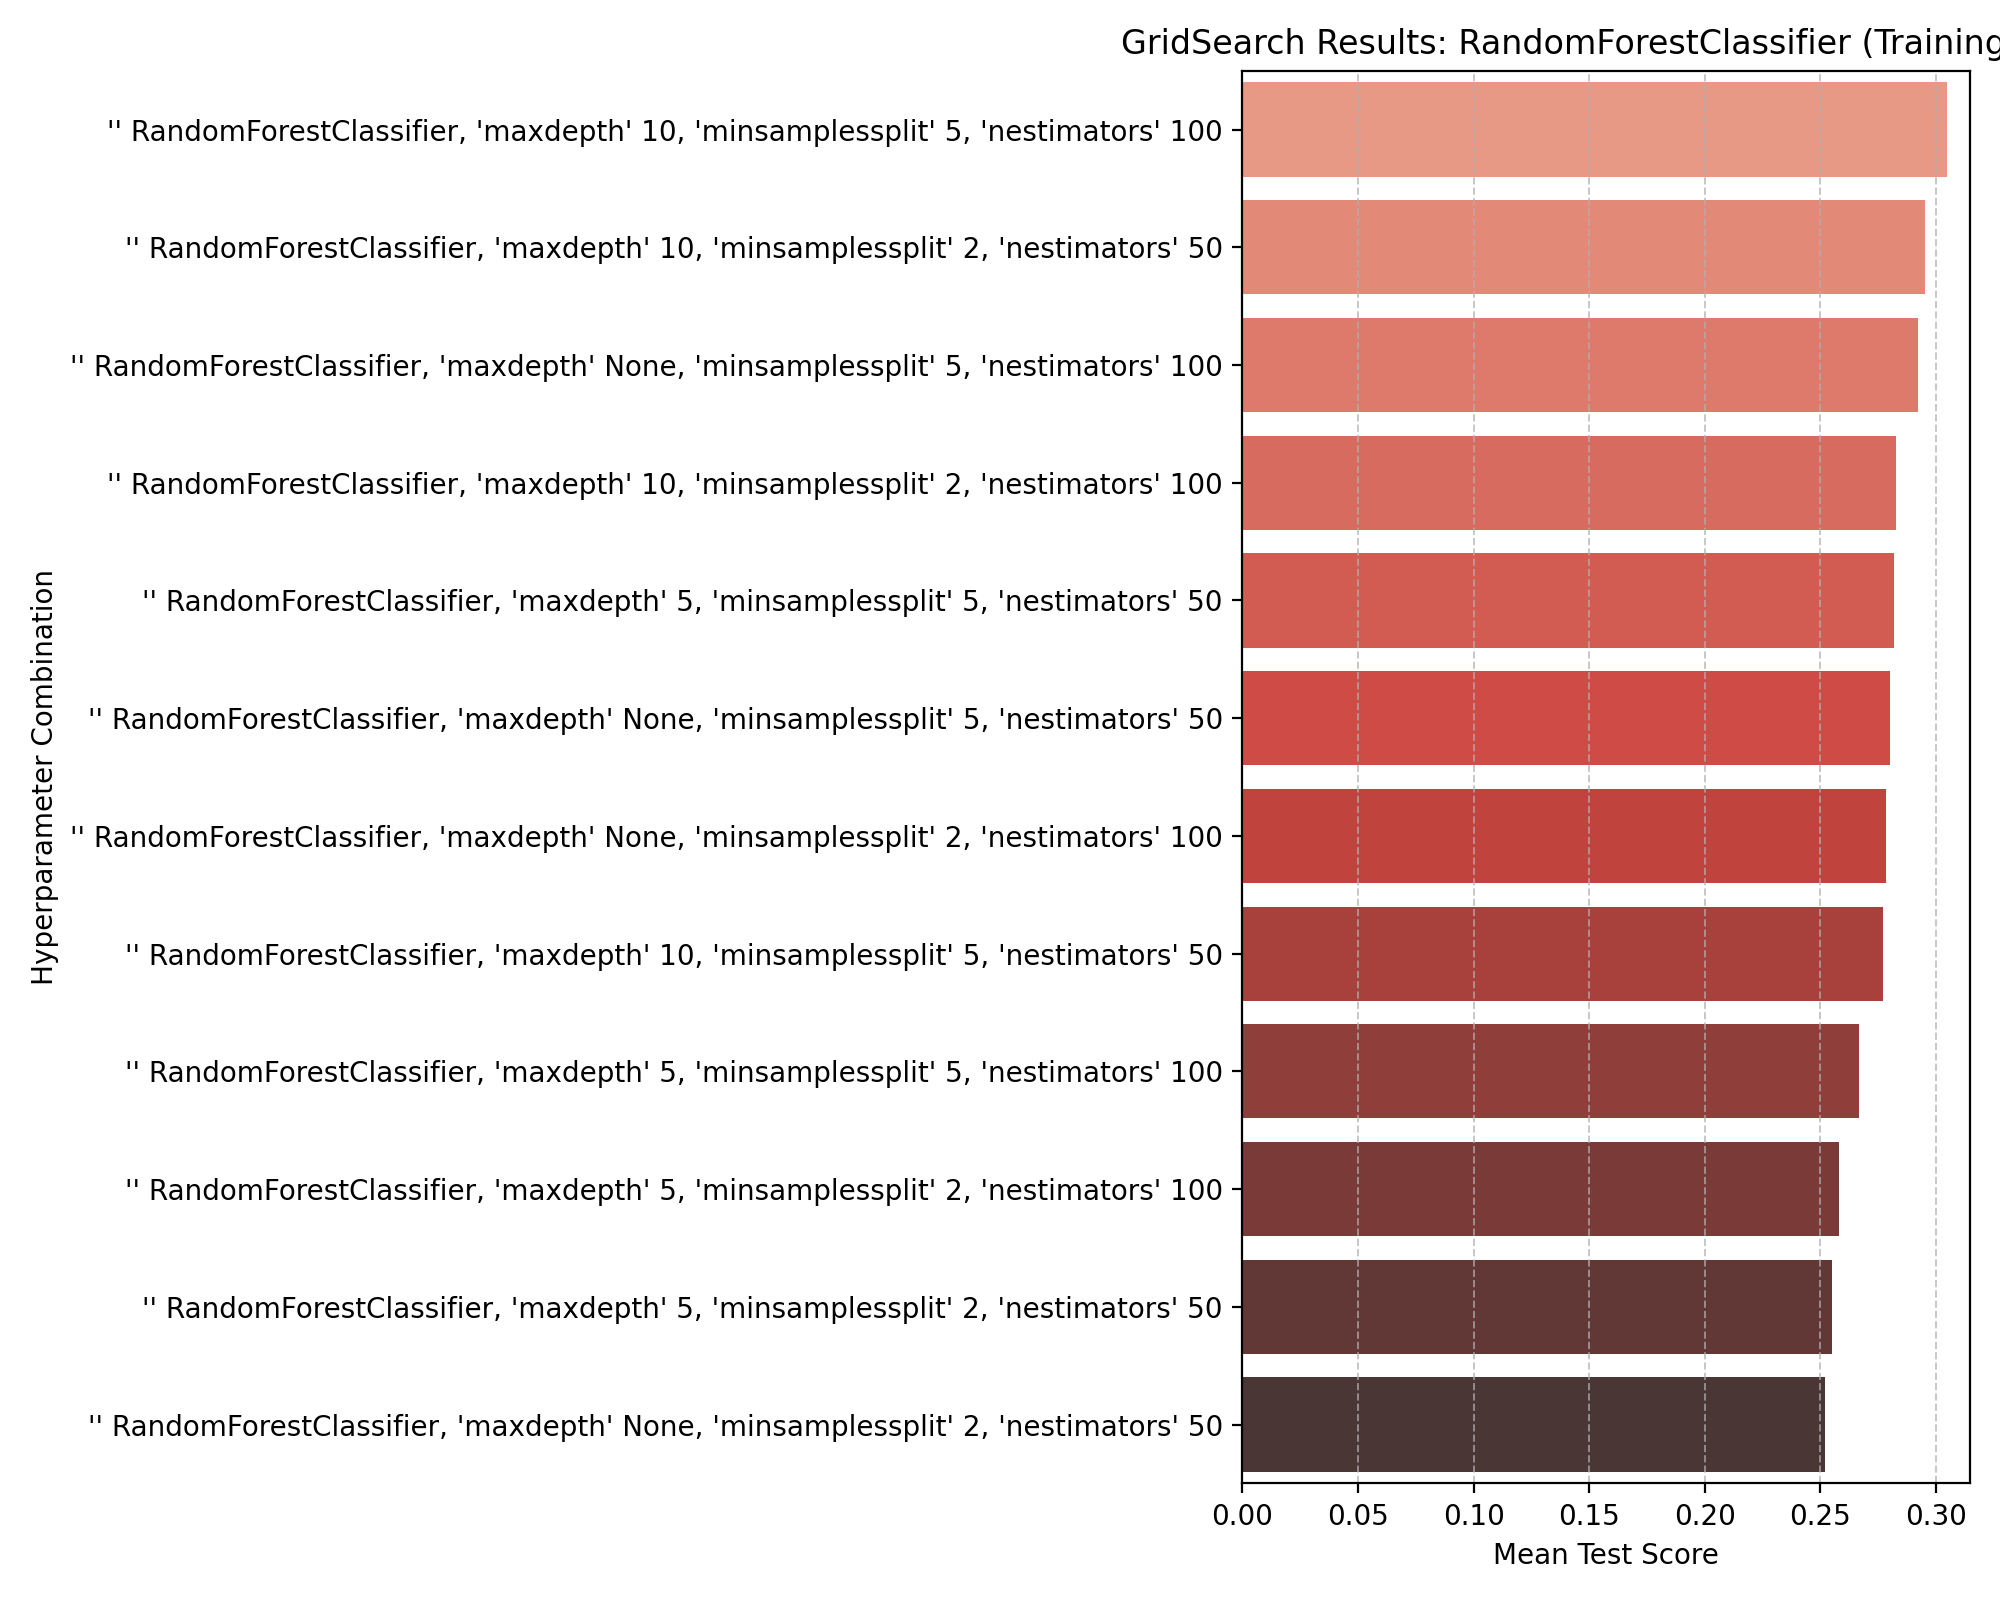 GridSearch Results: RandomForestClassifier (Training
'' RandomForestClassifier, 'maxdepth' 10, 'minsamplessplit' 5, 'nestimators' 100
'' RandomForestClassifier, 'maxdepth' 10, 'minsamplessplit' 2, 'nestimators' 50
'' RandomForestClassifier, 'maxdepth' None, 'minsamplessplit' 5, 'nestimators' 100
'' RandomForestClassifier, 'maxdepth' 10, 'minsamplessplit' 2, 'nestimators' 100
'' RandomForestClassifier, 'maxdepth' 5, 'minsamplessplit' 5, 'nestimators' 50
'' RandomForestClassifier, 'maxdepth' None, 'minsamplessplit' 5, 'nestimators' 50
'' RandomForestClassifier, 'maxdepth' None, 'minsamplessplit' 2, 'nestimators' 100
'' RandomForestClassifier, 'maxdepth' 10, 'minsamplessplit' 5, 'nestimators' 50
'' RandomForestClassifier, 'maxdepth' 5, 'minsamplessplit' 5, 'nestimators' 100
'' RandomForestClassifier, 'maxdepth' 5, 'minsamplessplit' 2, 'nestimators' 100
'' RandomForestClassifier, 'maxdepth' 5, 'minsamplessplit' 2, 'nestimators' 50
'' RandomForestClassifier, 'maxdepth' None, 'minsamplessplit' 2, 'nestimators' 50
Hyperparameter Combination
0.00 0.05 0.10 0.15 0.20 0.25 0.30
Mean Test Score